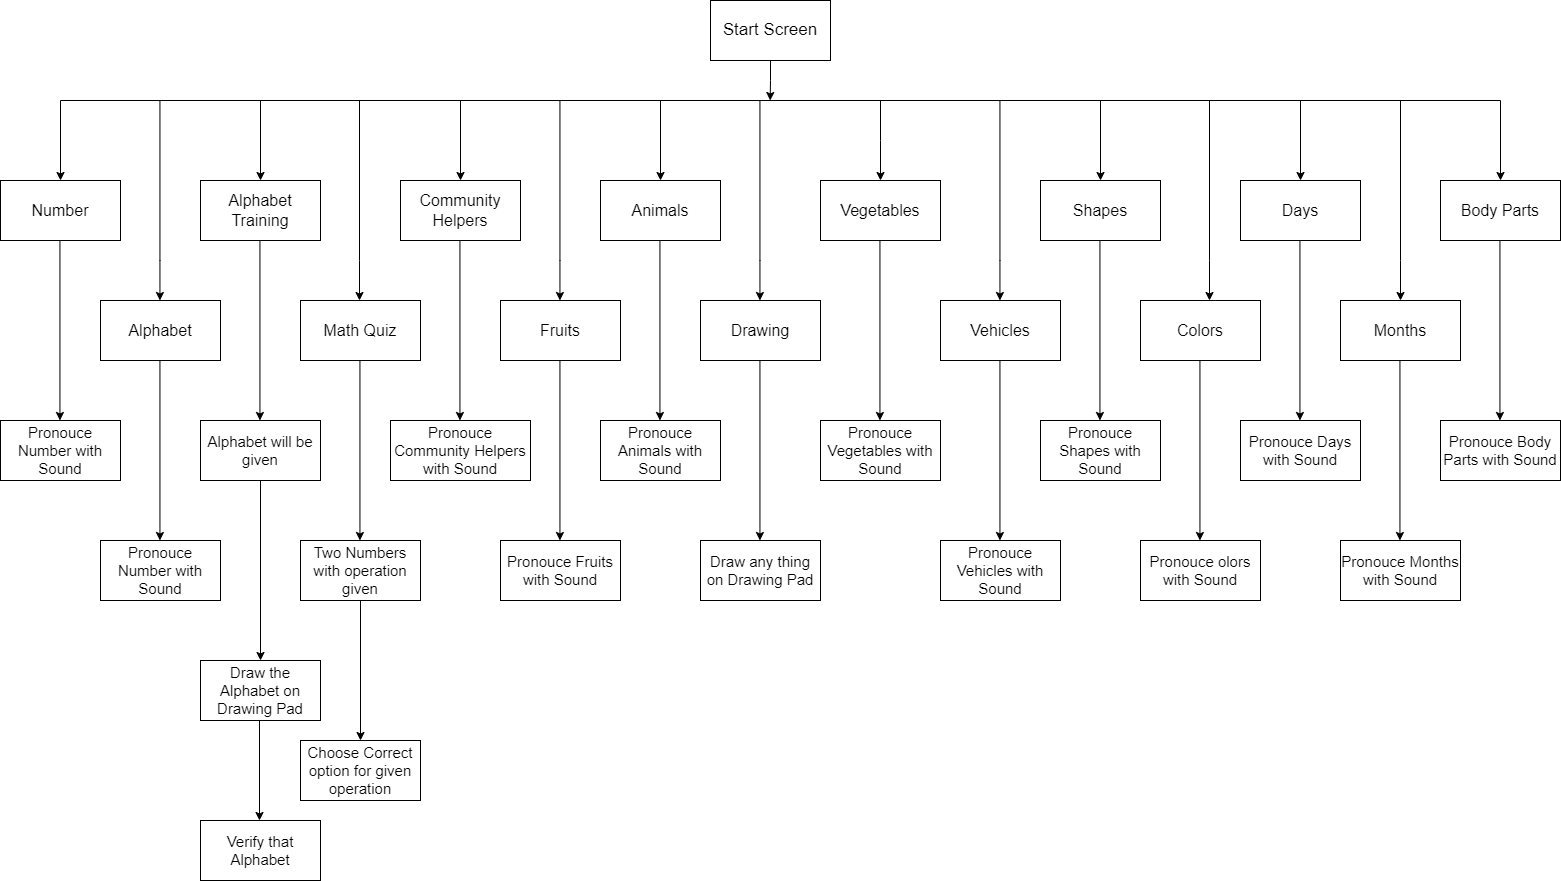 Start Screen
Number
Alphabet
Training
Community
Helpers
Animals
Vegetables
Shapes
Days
Body Parts
Alphabet
Math Quiz
Fruits
Drawing
Vehicles
Colors
Months
Pronouce
Number with
Sound
Alphabet will be
given
Pronouce
Community Helpers
with Sound
Pronouce
Animals with
Sound
Pronouce
Vegetables with
Sound
Pronouce
Shapes with
Sound
Pronouce Days
with Sound
Pronouce Body
Parts with Sound
Pronouce
Number with
Sound
Two Numbers
with operation
given
Pronouce Fruits
with Sound
Draw any thing
on Drawing Pad
Pronouce
Vehicles with
Sound
Pronouce olors
with Sound
Pronouce Months
with Sound
Draw the
Alphabet on
Drawing Pad
Choose Correct
option for given
operation
Verify that
Alphabet